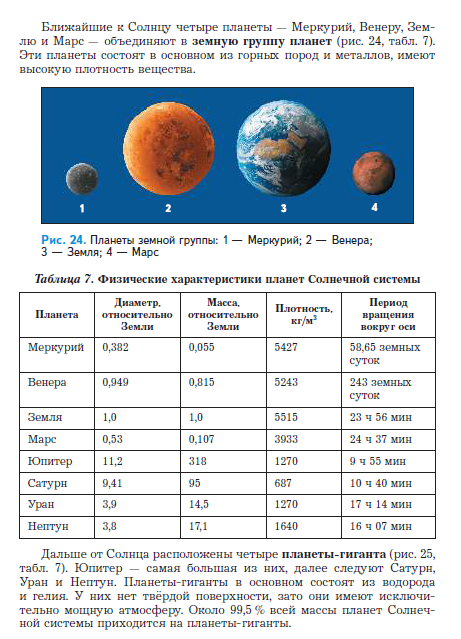 Ближайшие к Солнцу четыре планеты — Меркурий, Венеру, Зем-
лю и Марс — объединяют в земную группу планет (рис. 24, табл. 7).
Эти планеты состоят в основном из горных пород и металлов, имеют
высокую плотность вещества.
1 2 3 4
Рис. 24. Планеты земной группы: 1 — Меркурий; 2 — Венера;
3 — Земля; 4 — Марс
Таблица 7. Физические характеристики планет Солнечной системы
Планета
Диаметр,
относительно
Земли
Масса,
относительно
Земли
Плотность,
кг/м³
Период
вращения
вокруг оси
Меркурий 0,382 0,055 5427 58,65 земных
суток
Венера 0,949 0,815 5243 243 земных
суток
Земля 1,0 1,0 5515 23 ч 56 мин
Марс 0,53 0,107 3933 24 ч 37 мин
Юпитер 11,2 318 1270 9 ч 55 мин
Сатурн 9,41 95 687 10 ч 40 мин
Уран 3,9 14,5 1270 17 ч 14 мин
Нептун 3,8 17,1 1640 16 ч 07 мин
Дальше от Солнца расположены четыре планеты-гиганта (рис. 25,
табл. 7). Юпитер — самая большая из них, далее следуют Сатурн,
Уран и Нептун. Планеты-гиганты в основном состоят из водорода
и гелия. У них нет твёрдой поверхности, зато они имеют исключи-
тельно мощную атмосферу. Около 99,5 % всей массы планет Солнеч-
ной системы приходится на планеты-гиганты.